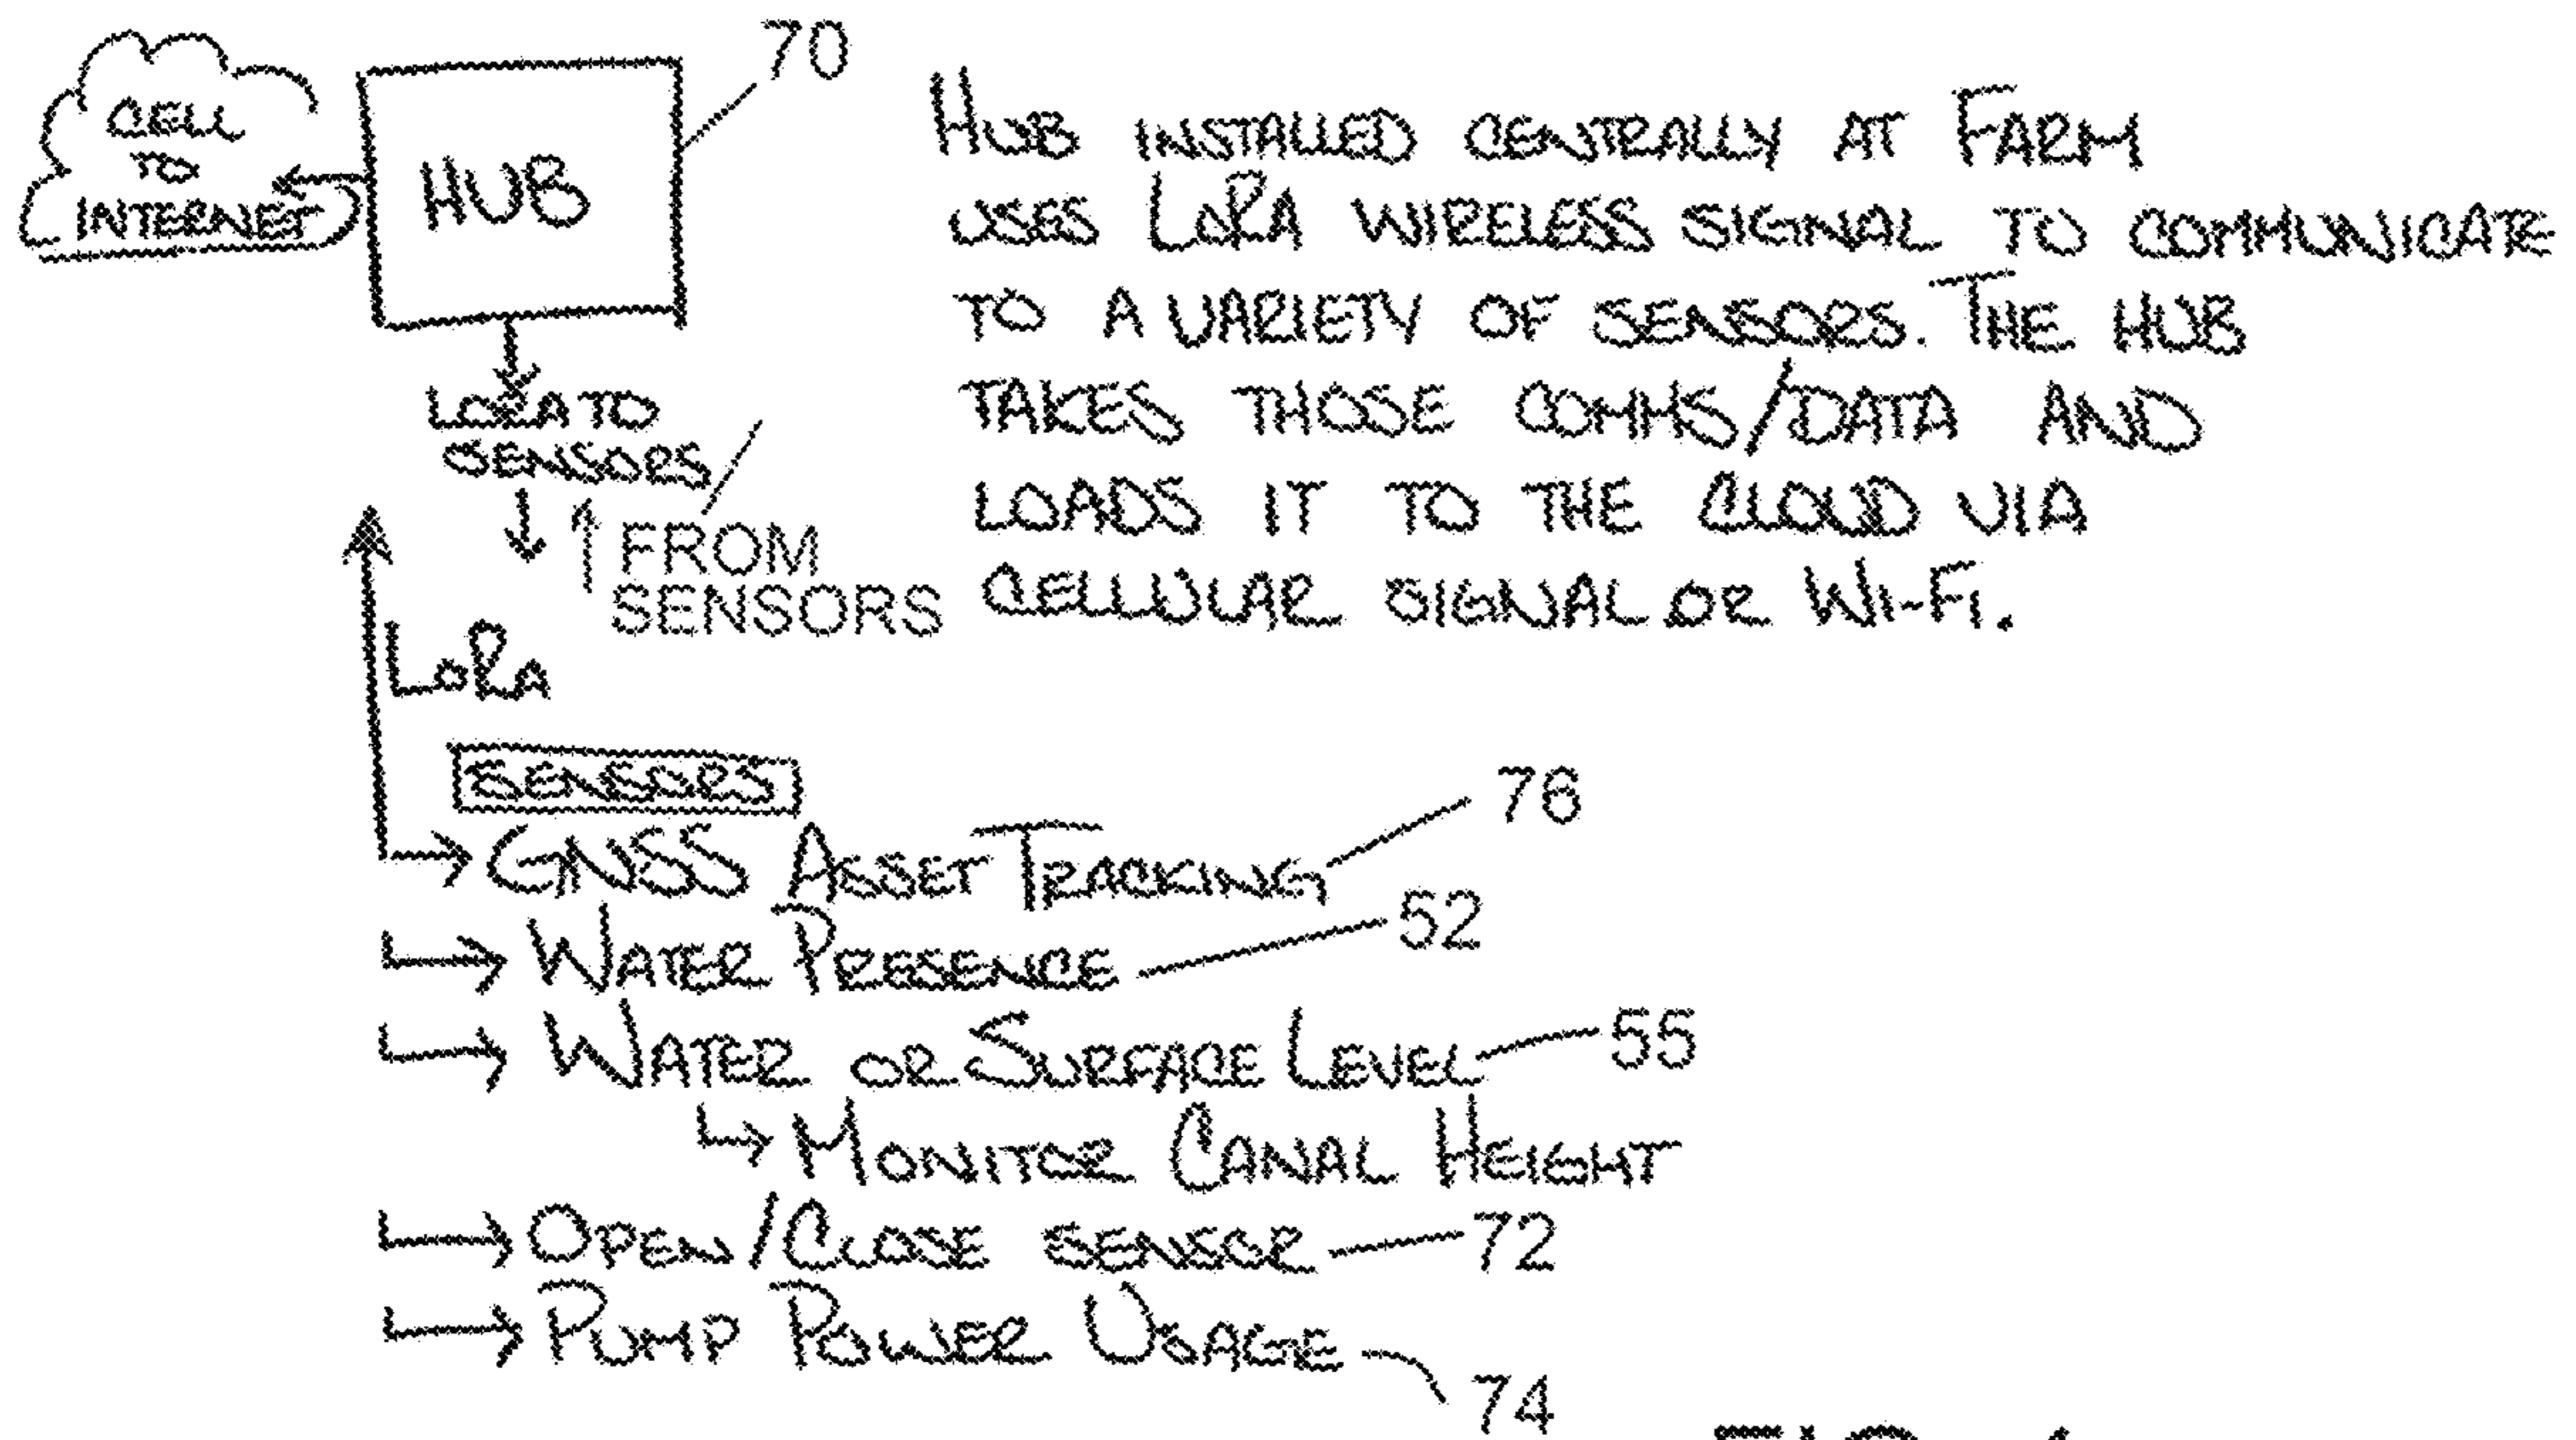 CELL
TO
INTERNET
HUB
70
HUB INSTALLED CENTRALLY AT FARM
USES LORA WIRELESS SIGNAL TO COMMUNICATE
TO A VARIETY OF SENSORS. THE HUB
TAKES THOSE COMMS/DATA AND
LOADS IT TO THE CLOUD VIA
CELLULAR SIGNAL OR WI-FI.
LORA TO
SENSORS/
FROM
SENSORS
LoRA
SENSORS
GNSS ASSET TRACKING 76
WATER PRESENCE 52
WATER OR SURFACE LEVEL 55
MONITOR CANAL HEIGHT
OPEN/CLOSE SENSOR 72
PUMP POWER USAGE
74